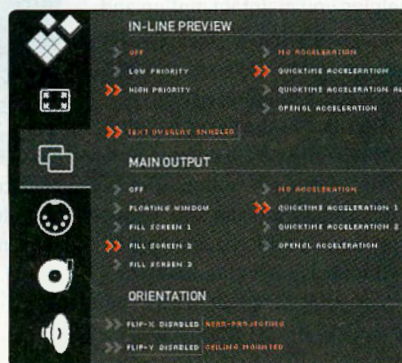 IN-LINE PREVIEW
OFF
LOW PRIORITY
HIGH PRIORITY
NO ACCELERATION
QUICKTIME ACCELERATION
QUICKTIME ACCELERATION AL
OPENGL ACCELERATION
TEXT OVERLAY ENABLED
MAIN OUTPUT
OFF
FLOATING WINDOW
FILL SCREEN 1
FILL SCREEN 2
FILL SCREEN 3
NO ACCELERATION
QUICKTIME ACCELERATION 1
QUICKTIME ACCELERATION 2
OPENGL ACCELERATION
ORIENTATION
FLIP-X DISABLED REAR-PROJECTING
FLIP-Y DISABLED CEILING MOUNTED